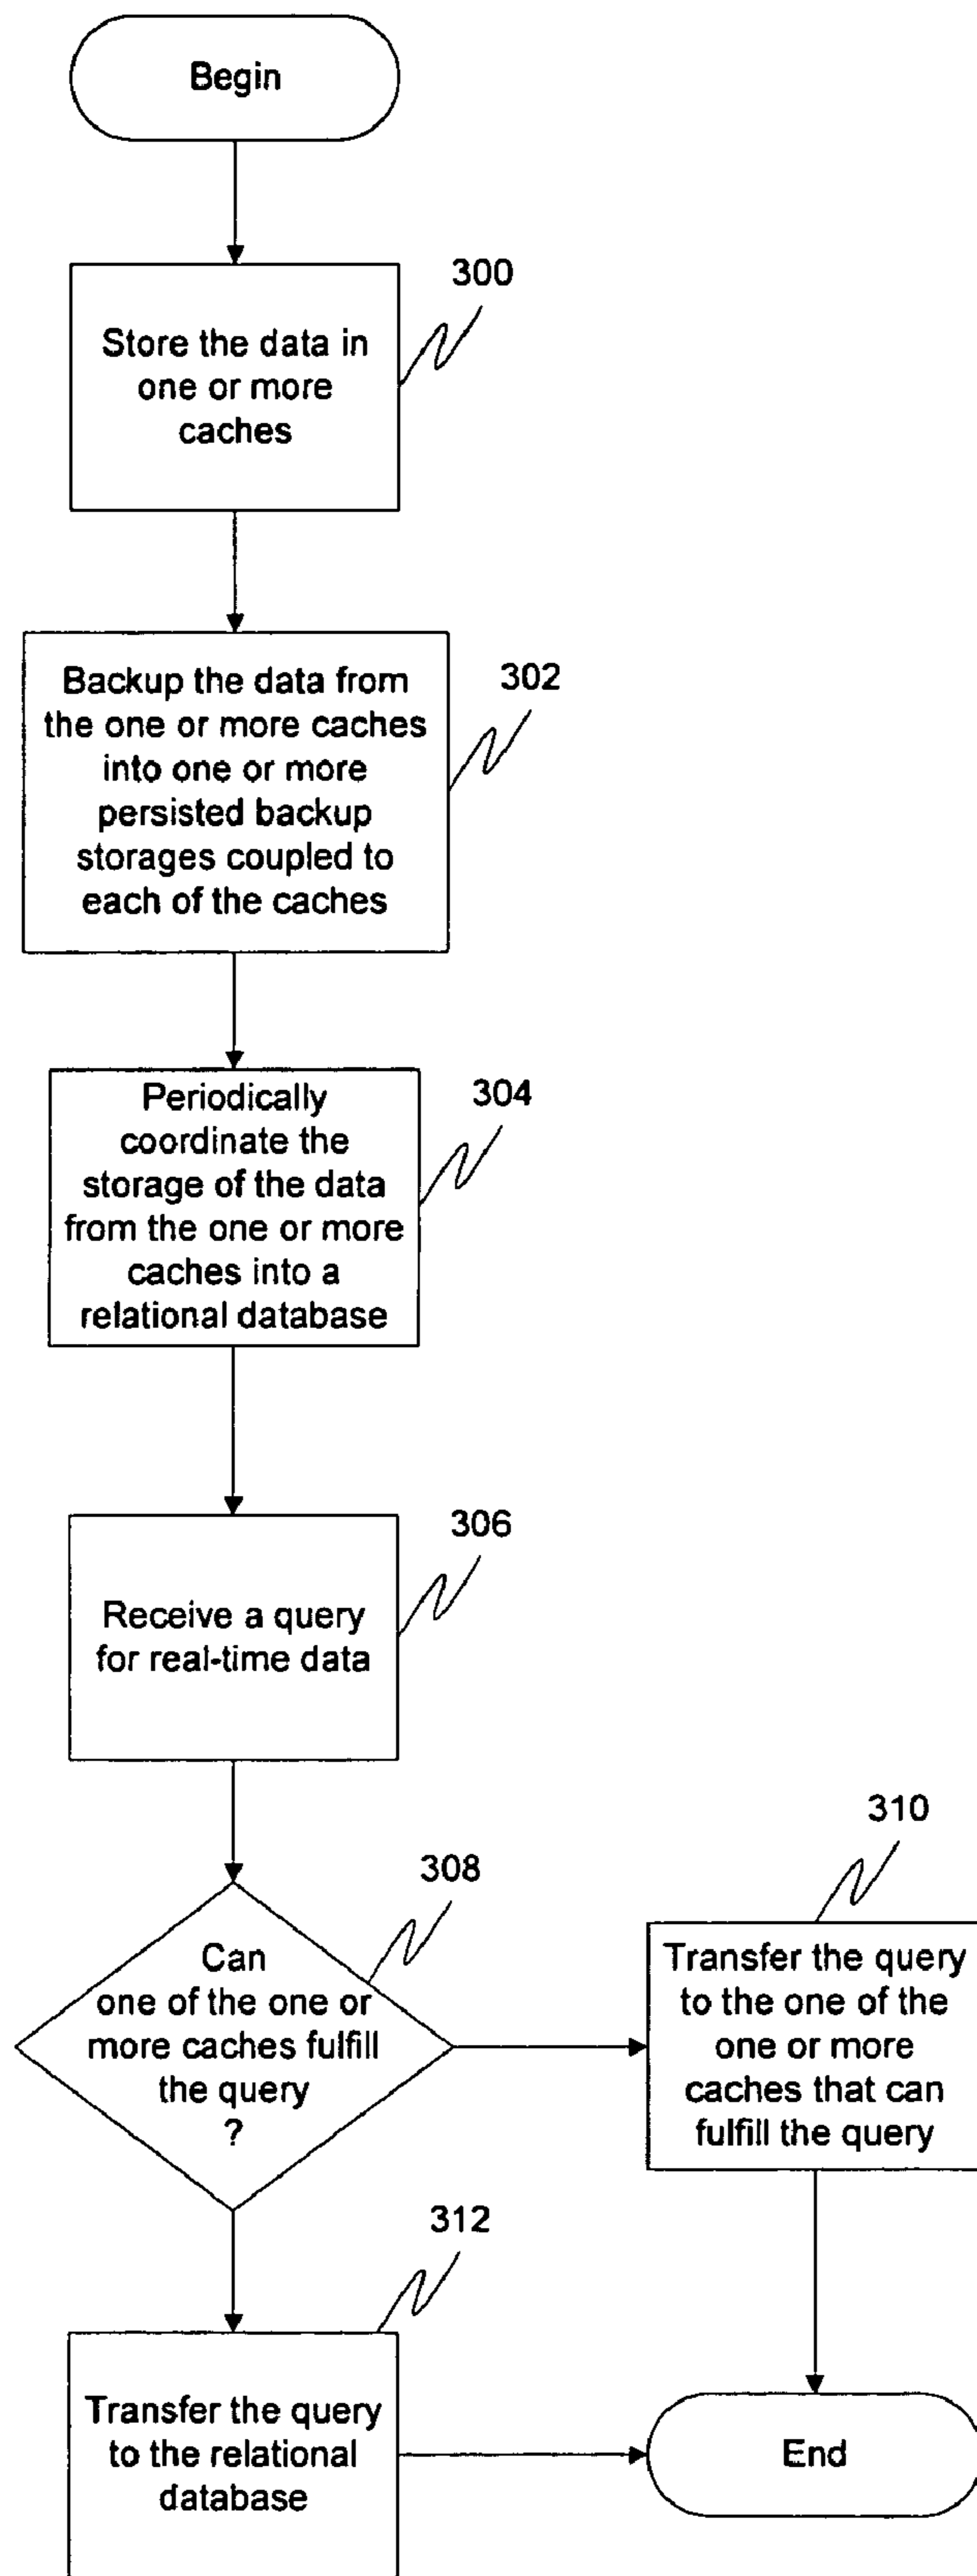 Begin
300
Store the data in
one or more
caches
302
Backup the data from
the one or more caches
into one or more
persisted backup
storages coupled to
each of the caches
304
Periodically
coordinate the
storage of the data
from the one or more
caches into a
relational database
306
Receive a query
for real-time data
308
Can
one of the one or
more caches fulfill
the query
?
310
Transfer the query
to the one of the
one or more
caches that can
fulfill the query
312
Transfer the query
to the relational
database
End